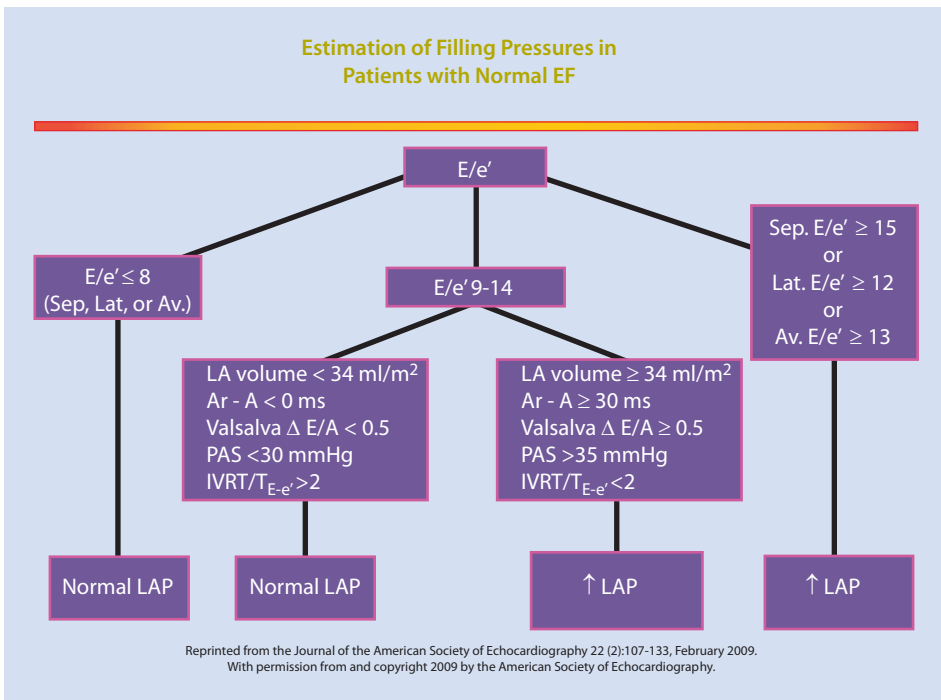 Estimation of Filling Pressures in
Patients with Normal EF
E/e'
E/e' ≤ 8
(Sep, Lat, or Av.)
E/e' 9-14
Sep. E/e' ≥ 15
or
Lat. E/e' ≥ 12
or
Av. E/e' ≥ 13
LA volume < 34 ml/m²
Ar - A < 0 ms
Valsalva Δ E/A < 0.5
PAS <30 mmHg
IVRT/T_E-e' >2
LA volume ≥ 34 ml/m²
Ar - A ≥ 30 ms
Valsalva Δ E/A ≥ 0.5
PAS >35 mmHg
IVRT/T_E-e' <2
Normal LAP
Normal LAP
↑ LAP
↑ LAP
Reprinted from the Journal of the American Society of Echocardiography 22 (2):107-133, February 2009.
With permission from and copyright 2009 by the American Society of Echocardiography.